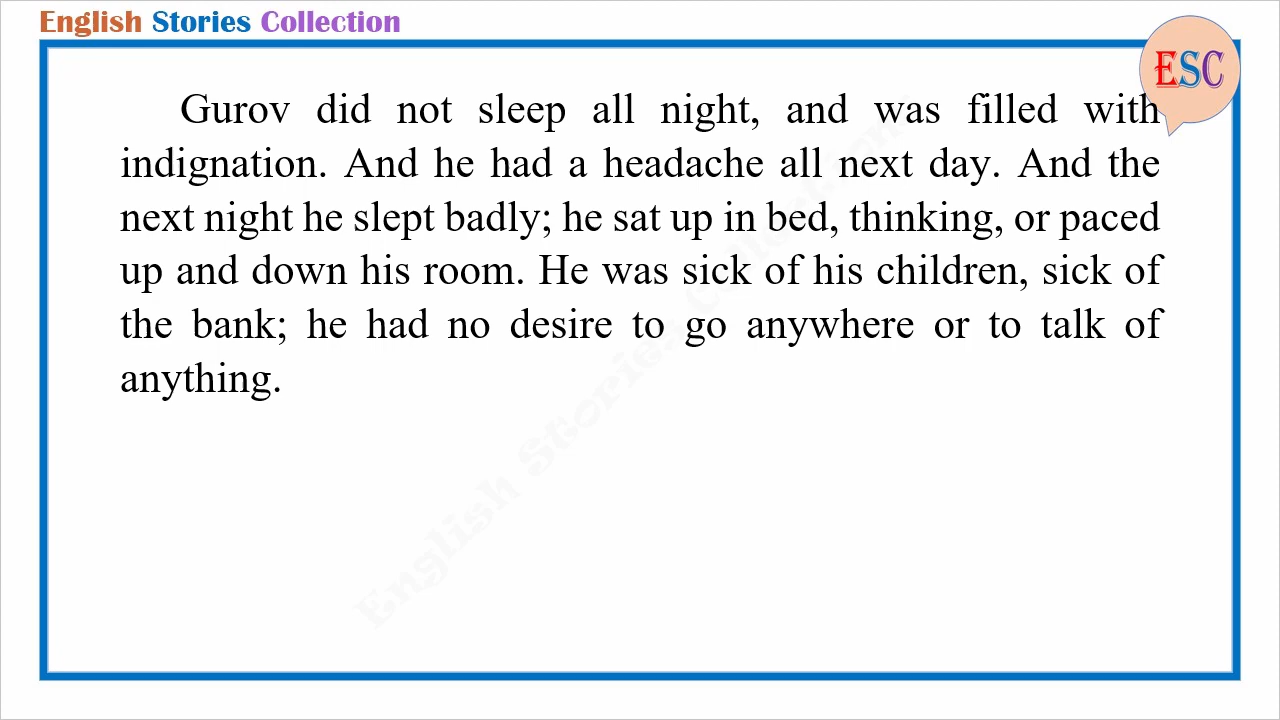 English Stories Collection
ESC
Gurov did not sleep all night, and was filled with
indignation. And he had a headache all next day. And the
next night he slept badly; he sat up in bed, thinking, or paced
up and down his room. He was sick of his children, sick of
the bank; he had no desire to go anywhere or to talk of
anything.
English Stories Collection